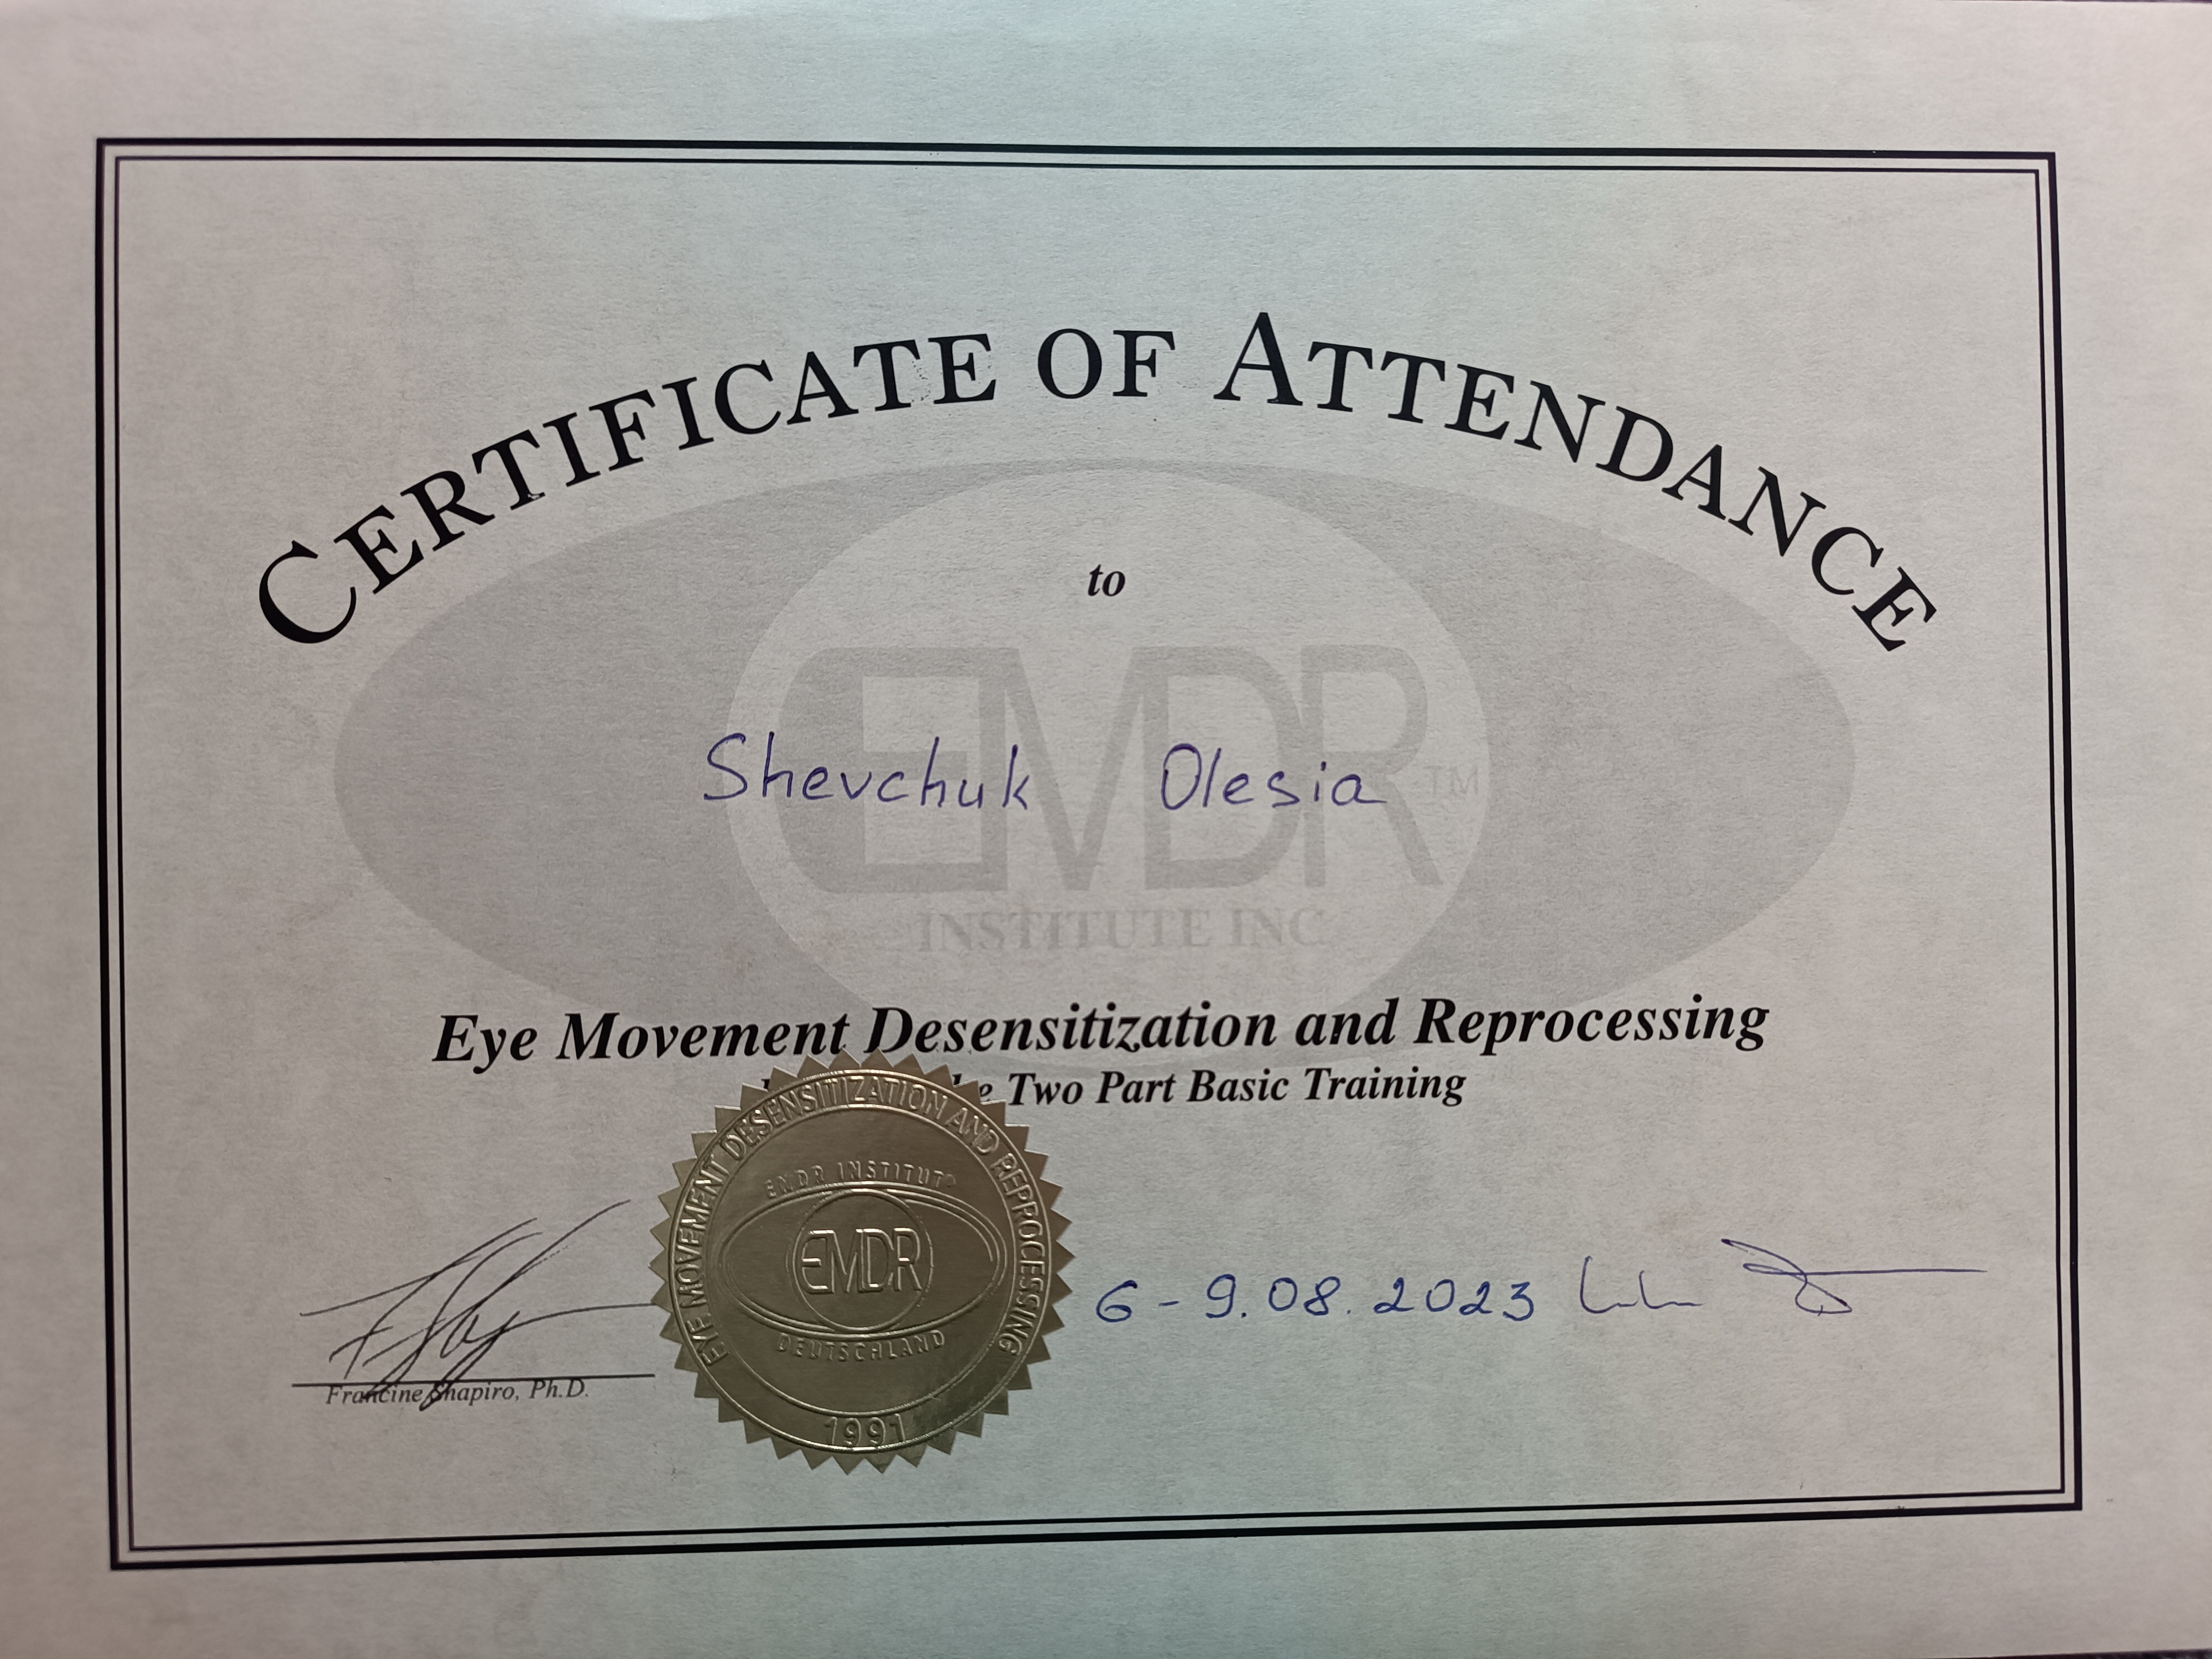 CERTIFICATE OF ATTENDANCE
to
Shevchuk Olesia
EMDR TM
INSTITUTE INC
Eye Movement Desensitization and Reprocessing
Two Part Basic Training
EYE MOVEMENT DESENSITIZATION AND REPROCESSING
EMDR INSTITUT®
EMDR
DEUTSCHLAND
1991
6-9.08.2023
Francine Shapiro, Ph.D.